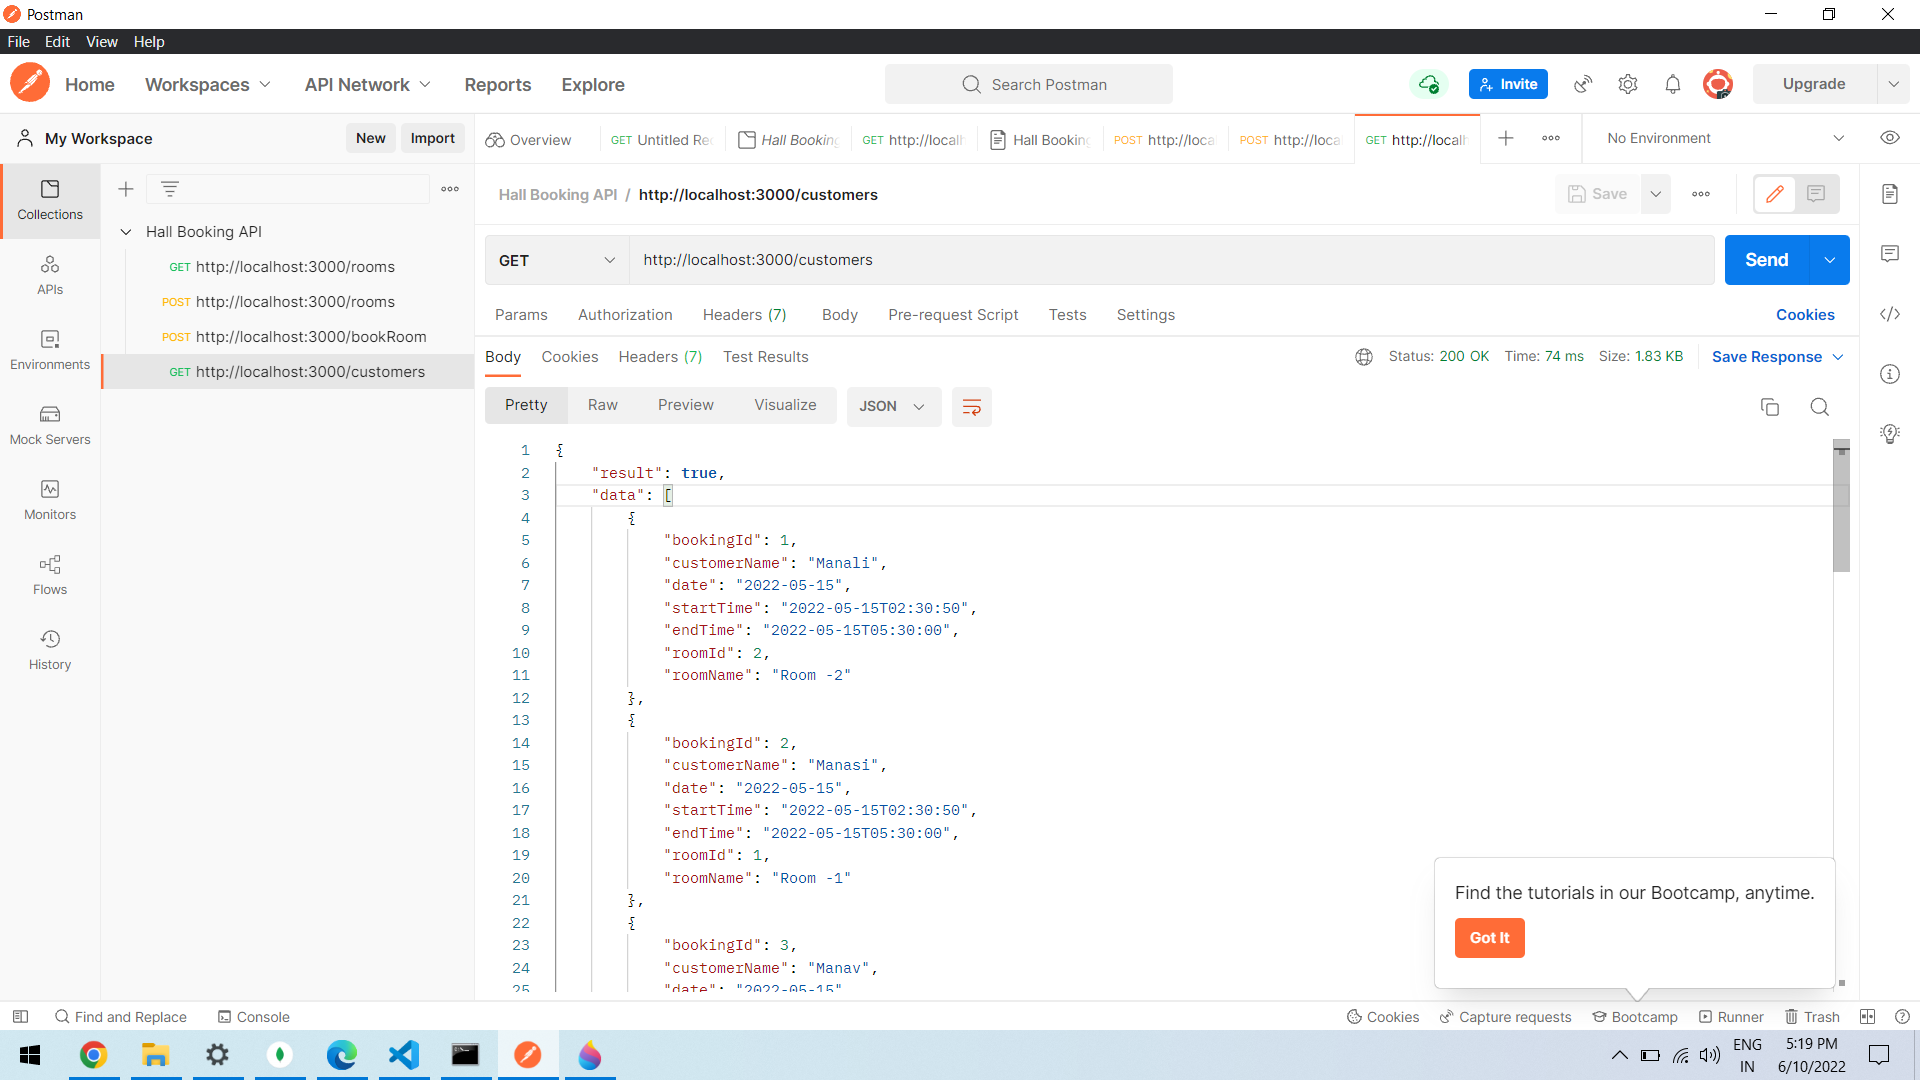 Postman
File Edit View Help
Home Workspaces API Network Reports Explore Search Postman Invite Upgrade
My Workspace New Import Overview GET Untitled Rec Hall Booking GET http://localh Hall Booking POST http://loca POST http://loca GET http://localh No Environment
Collections
APIs
Environments
Mock Servers
Monitors
Flows
History
Hall Booking API
GET http://localhost:3000/rooms
POST http://localhost:3000/rooms
POST http://localhost:3000/bookRoom
GET http://localhost:3000/customers
Hall Booking API / http://localhost:3000/customers Save
GET http://localhost:3000/customers Send
Params Authorization Headers (7) Body Pre-request Script Tests Settings Cookies
Body Cookies Headers (7) Test Results Status: 200 OK Time: 74 ms Size: 1.83 KB Save Response
Pretty Raw Preview Visualize JSON
1 {
2 "result": true,
3 "data": [
4 {
5 "bookingId": 1,
6 "customerName": "Manali",
7 "date": "2022-05-15",
8 "startTime": "2022-05-15T02:30:50",
9 "endTime": "2022-05-15T05:30:00",
10 "roomId": 2,
11 "roomName": "Room -2"
12 },
13 {
14 "bookingId": 2,
15 "customerName": "Manasi",
16 "date": "2022-05-15",
17 "startTime": "2022-05-15T02:30:50",
18 "endTime": "2022-05-15T05:30:00",
19 "roomId": 1,
20 "roomName": "Room -1"
21 },
22 {
23 "bookingId": 3,
24 "customerName": "Manav",
25 "date": "2022-05-15"
Find the tutorials in our Bootcamp, anytime.
Got It
Find and Replace Console Cookies Capture requests Bootcamp Runner Trash
ENG 5:19 PM
IN 6/10/2022